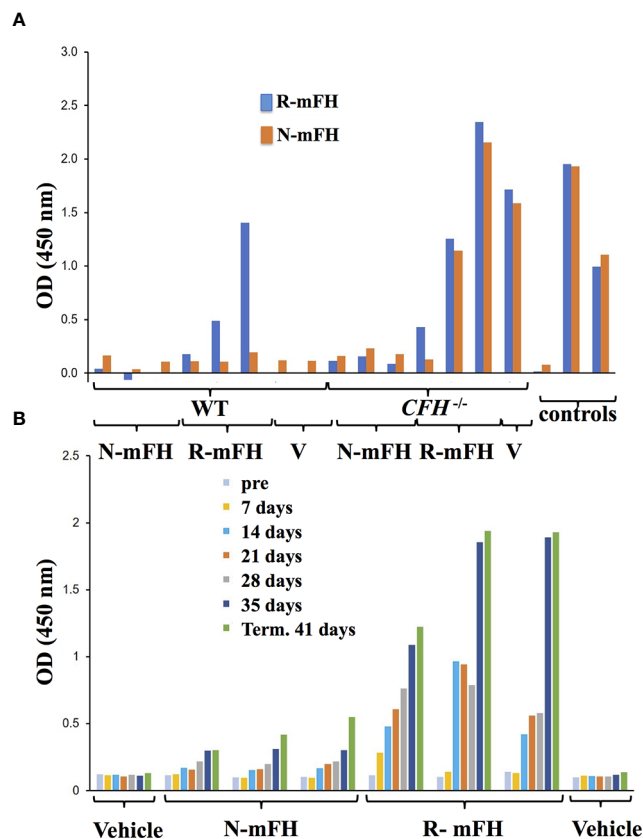 A
3.0
2.5
2.0
1.5
1.0
0.5
0.0
OD (450 nm)
R-mFH
N-mFH
WT CFH-/- controls
N-mFH R-mFH V N-mFH R-mFH V
B
2.5
2
1.5
1
0.5
0
OD (450 nm)
pre
7 days
14 days
21 days
28 days
35 days
Term. 41 days
Vehicle N-mFH R- mFH Vehicle